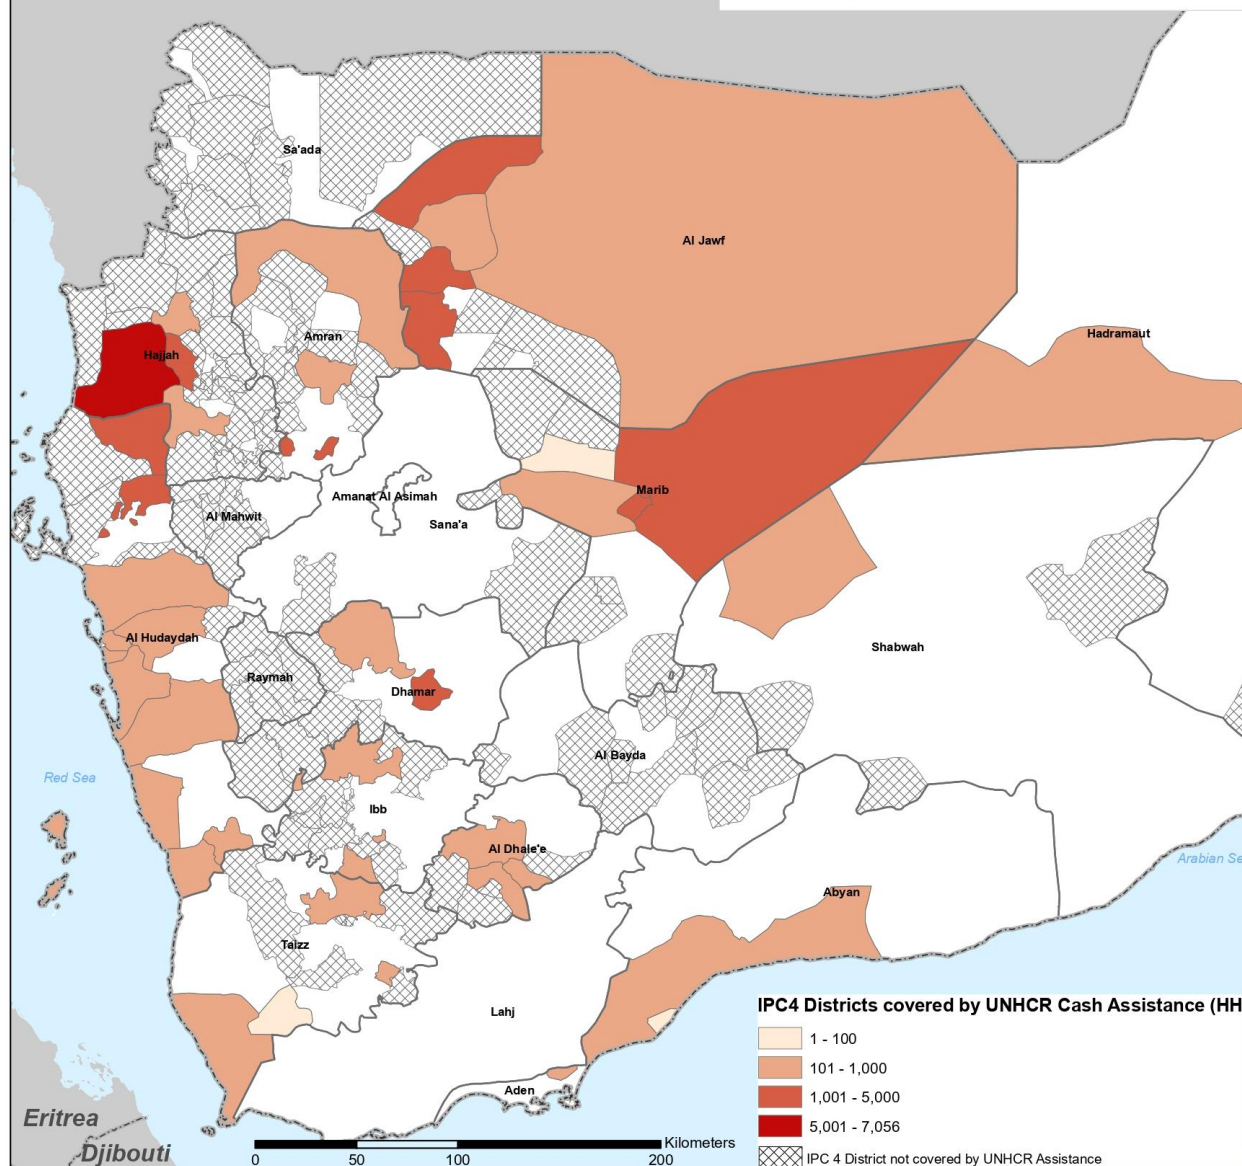 Sa'ada
Al Jawf
Hadramaut
Amran
Hajjah
Marib
Amanat Al Asimah
Al Mahwit
Sana'a
Al Hudaydah
Shabwah
Raymah
Dhamar
Al Bayda
Red Sea
Ibb
Al Dhale'e
Arabian Se
Abyan
Taizz
Lahj
Aden
IPC4 Districts covered by UNHCR Cash Assistance (HH
1 - 100
101 - 1,000
1,001 - 5,000
5,001 - 7,056
IPC 4 District not covered by UNHCR Assistance
Eritrea
Djibouti
Kilometers
0 50 100 200